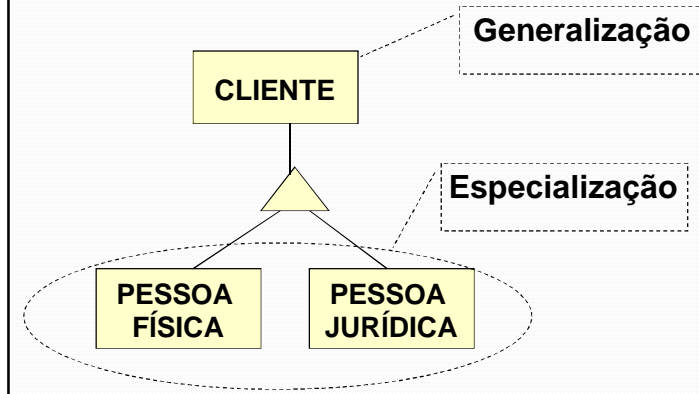 Generalização
CLIENTE
Especialização
PESSOA
FÍSICA
PESSOA
JURÍDICA